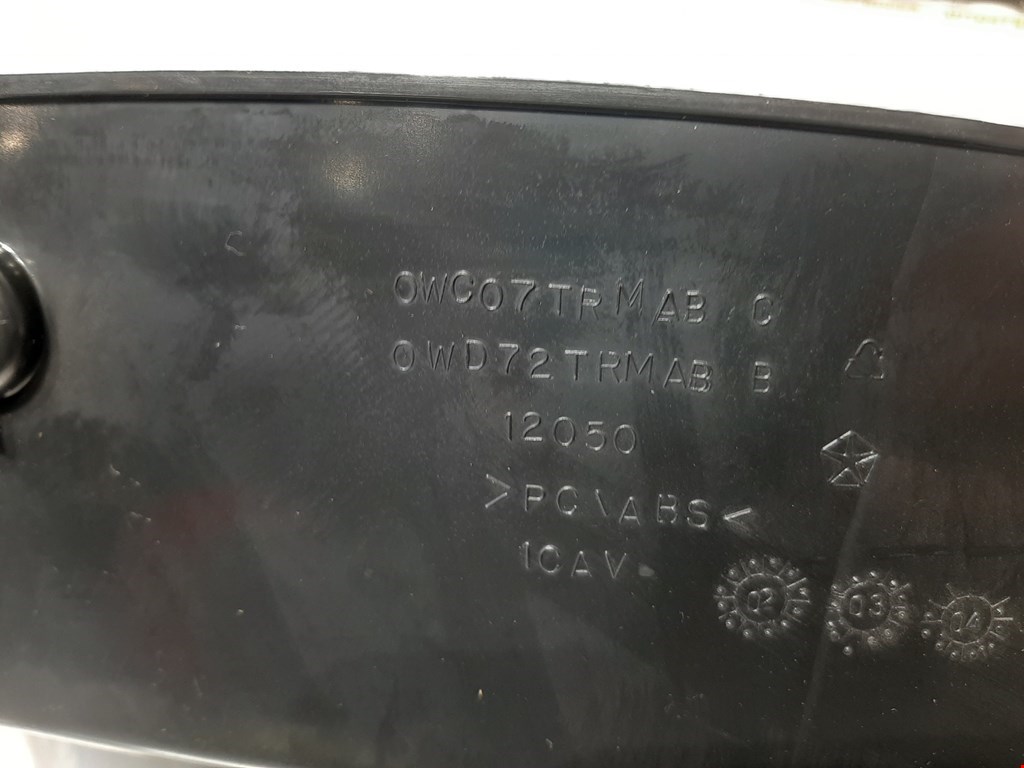 0WC07TRMAB C
0WD72TRMAB B
12050
>PC\ABS<
1CAV
02 03 04